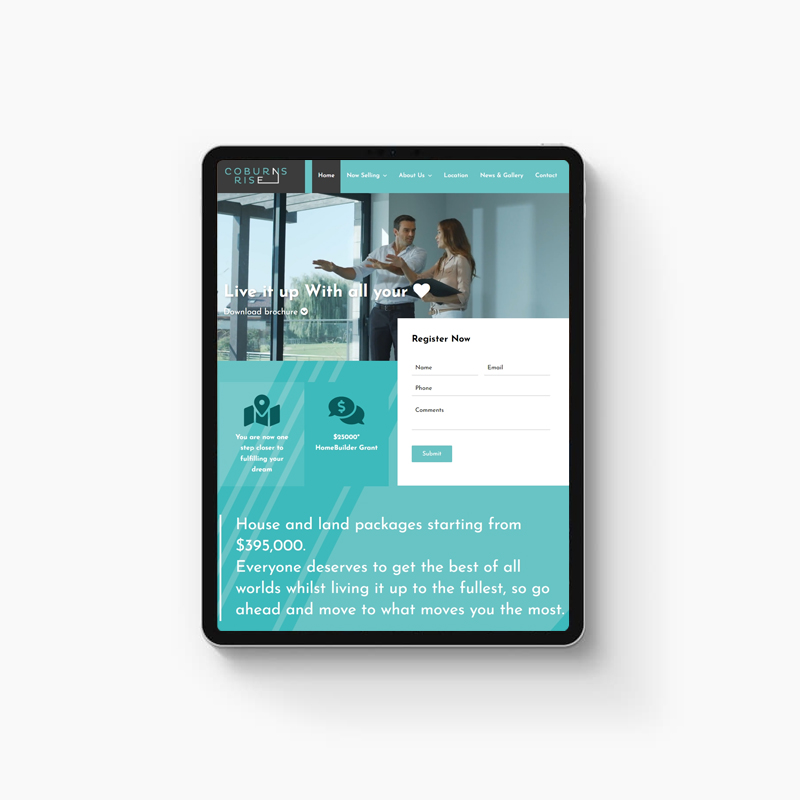 COBURNS
RISE
Home Now Selling About Us Location News & Gallery Contact
Live it up With all your
Download brochure
Register Now
Name Email
Phone
Comments
Submit
You are now one
step closer to
fulfilling your
dream
$25000*
HomeBuilder Grant
House and land packages starting from
$395,000.
Everyone deserves to get the best of all
worlds whilst living it up to the fullest, so go
ahead and move to what moves you the most.